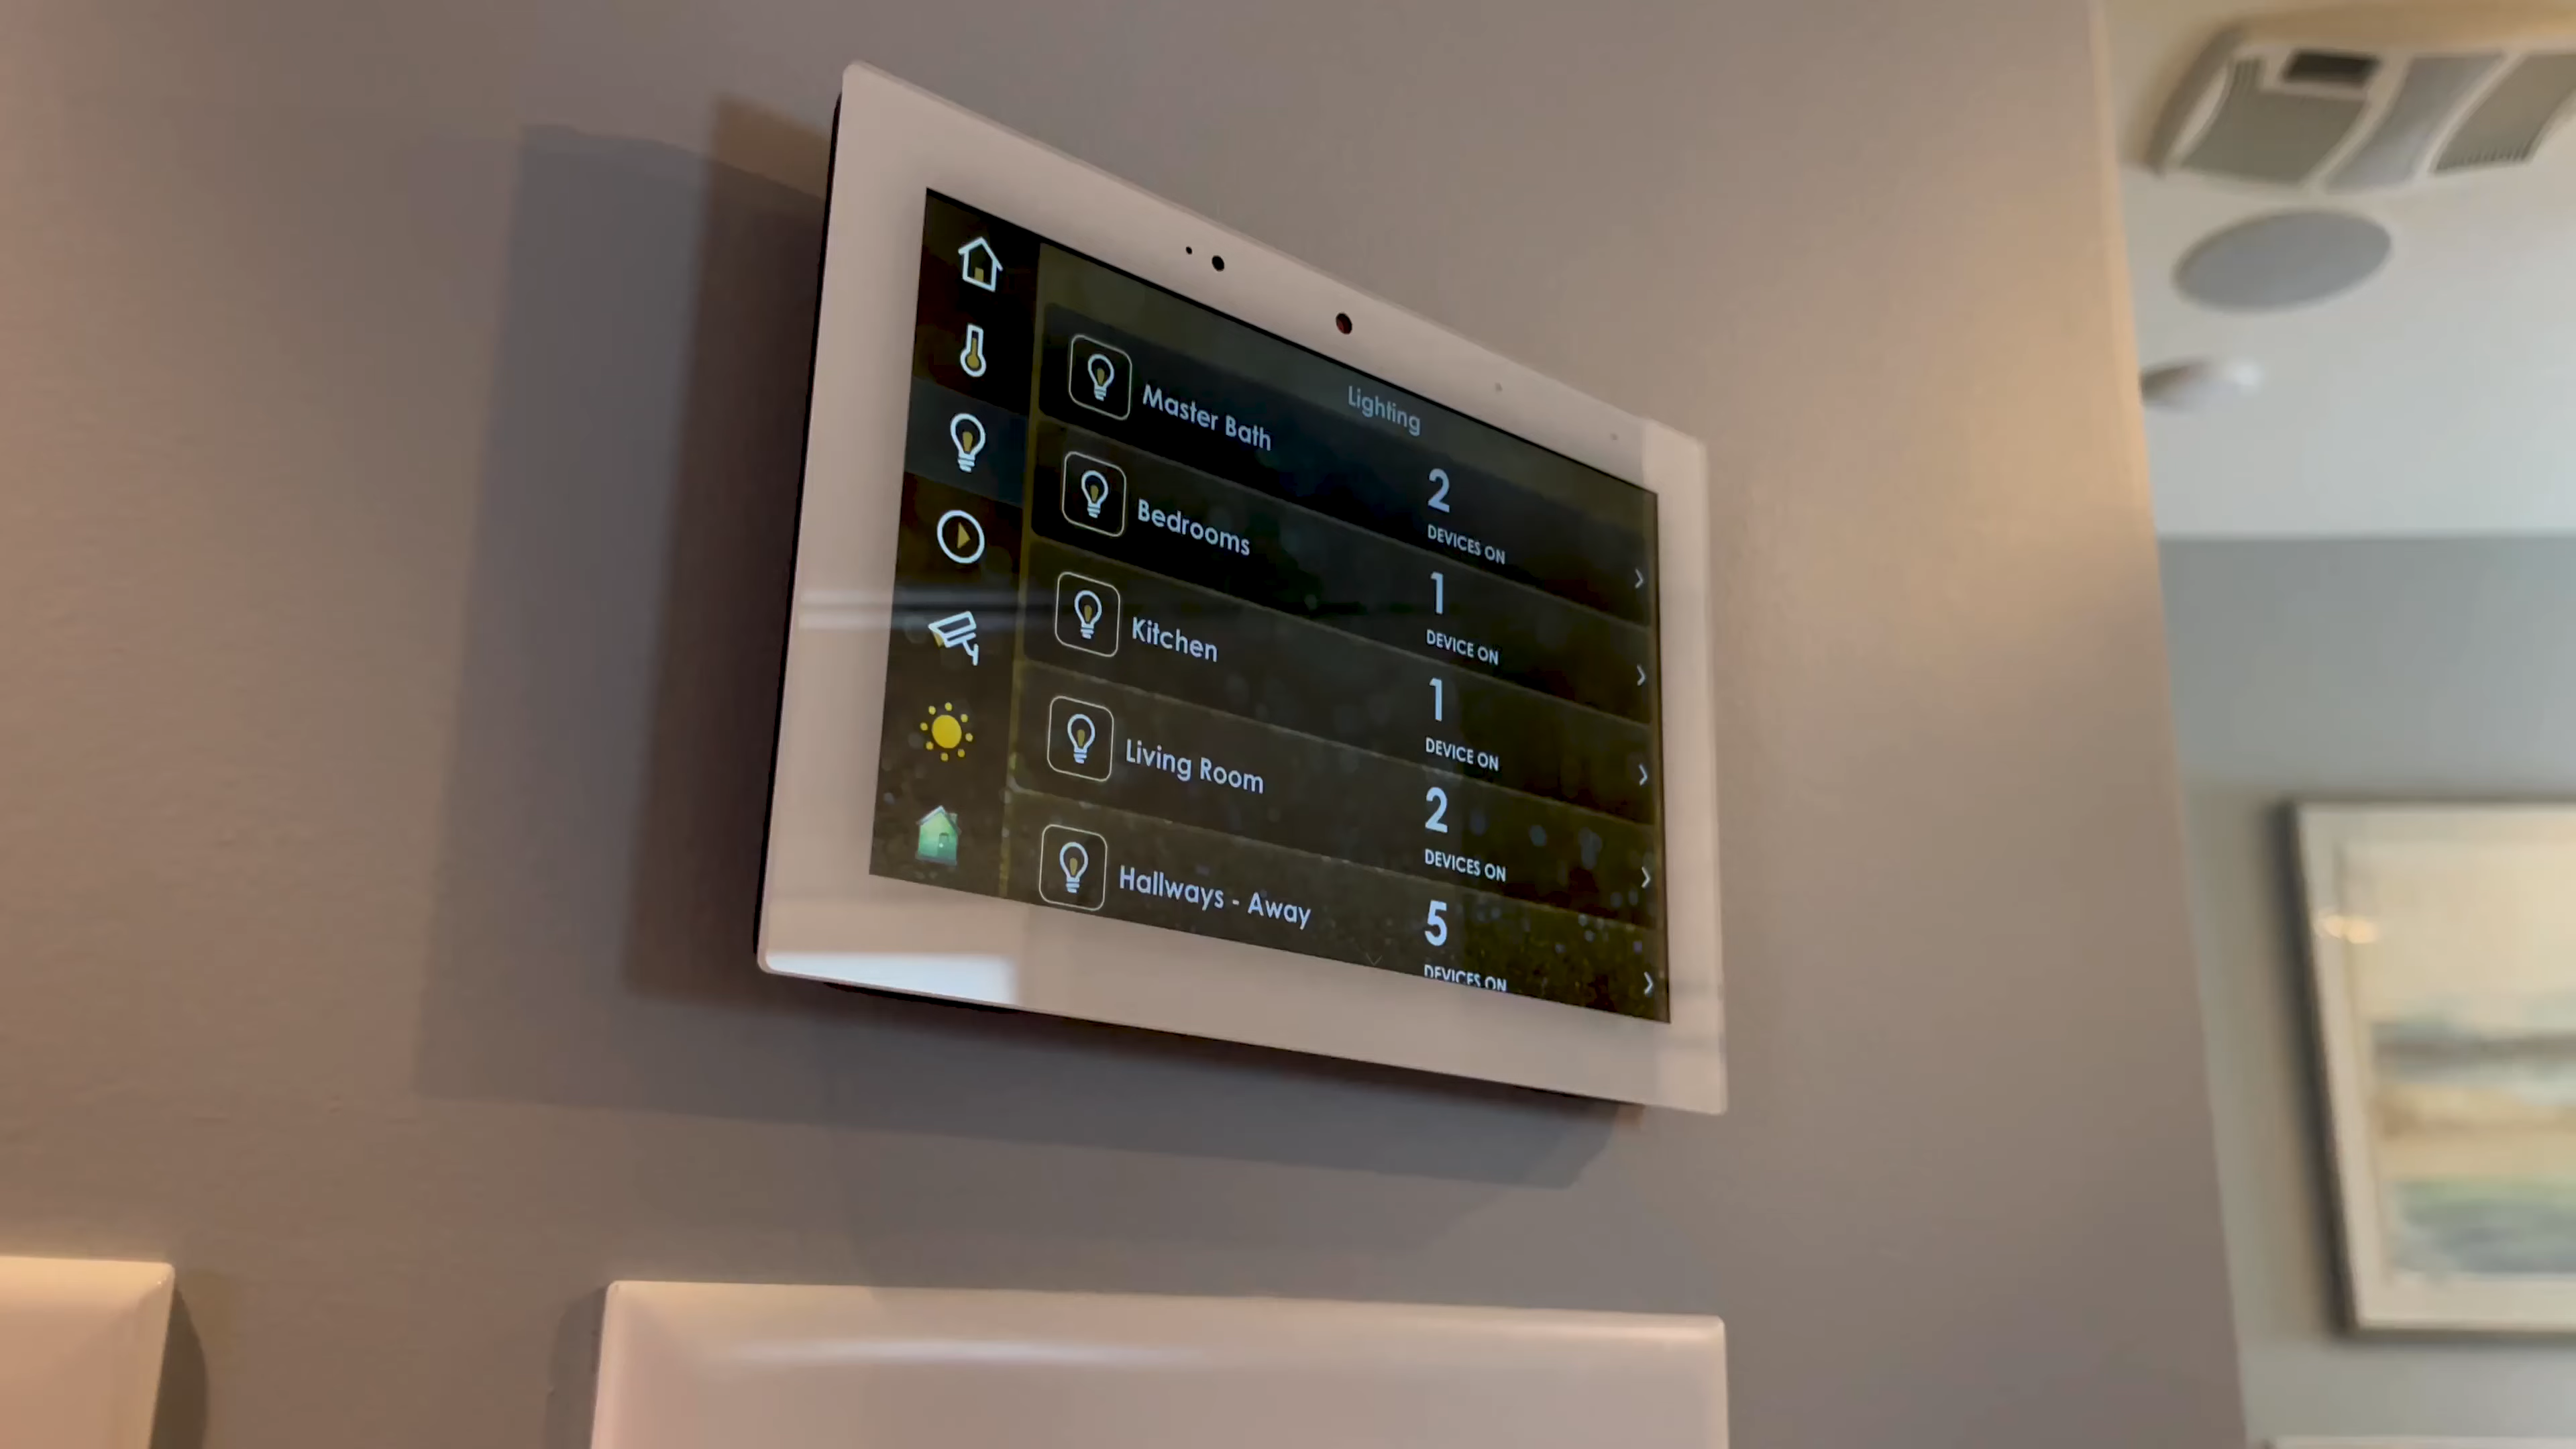 Lighting
Master Bath
2
DEVICES ON
Bedrooms
1
DEVICE ON
Kitchen
1
DEVICE ON
Living Room
2
DEVICES ON
Hallways - Away
5
DEVICES ON